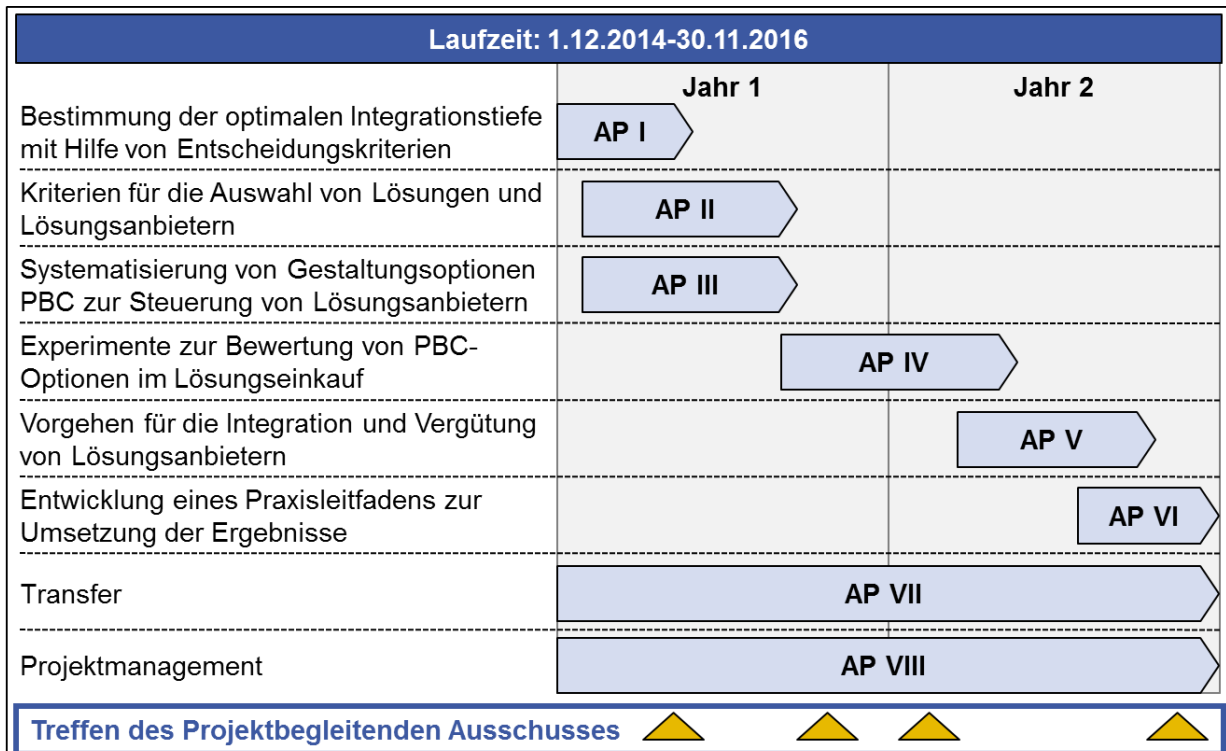 Laufzeit: 1.12.2014-30.11.2016
Jahr 1
Jahr 2
Bestimmung der optimalen Integrationstiefe
mit Hilfe von Entscheidungskriterien
AP I
Kriterien für die Auswahl von Lösungen und
Lösungsanbietern
AP II
Systematisierung von Gestaltungsoptionen
PBC zur Steuerung von Lösungsanbietern
AP III
Experimente zur Bewertung von PBC-
Optionen im Lösungseinkauf
AP IV
Vorgehen für die Integration und Vergütung
von Lösungsanbietern
AP V
Entwicklung eines Praxisleitfadens zur
Umsetzung der Ergebnisse
AP VI
Transfer
AP VII
Projektmanagement
AP VIII
Treffen des Projektbegleitenden Ausschusses